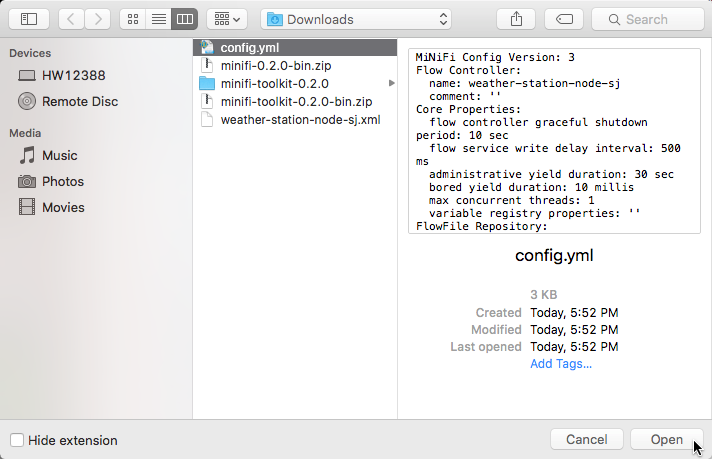 Downloads
Search
Devices
HW12388
Remote Disc
Media
Music
Photos
Movies
config.yml
minifi-0.2.0-bin.zip
minifi-toolkit-0.2.0
minifi-toolkit-0.2.0-bin.zip
weather-station-node-sj.xml
MiNiFi Config Version: 3
Flow Controller:
name: weather-station-node-sj
comment: ''
Core Properties:
flow controller graceful shutdown
period: 10 sec
flow service write delay interval: 500
ms
administrative yield duration: 30 sec
bored yield duration: 10 millis
max concurrent threads: 1
variable registry properties: ''
FlowFile Repository:
config.yml
3 KB
Created Today, 5:52 PM
Modified Today, 5:52 PM
Last opened Today, 5:52 PM
Add Tags...
Hide extension
Cancel
Open